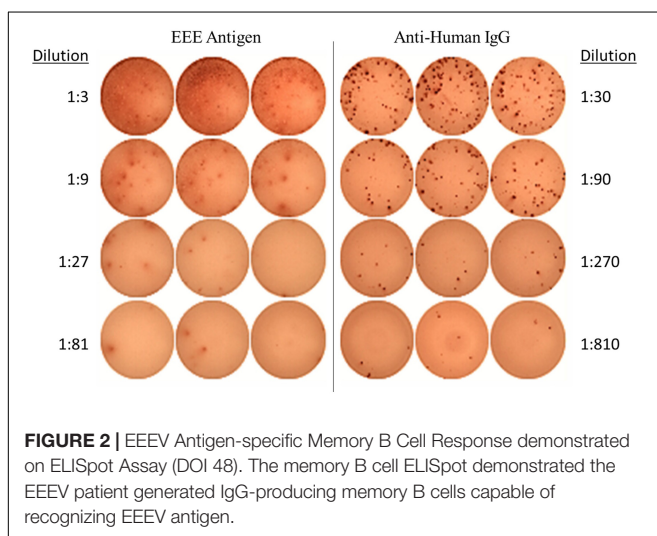 EEE Antigen Anti-Human IgG
Dilution Dilution
1:3 1:30
1:9 1:90
1:27 1:270
1:81 1:810
FIGURE 2 | EEEV Antigen-specific Memory B Cell Response demonstrated
on ELISpot Assay (DOI 48). The memory B cell ELISpot demonstrated the
EEEV patient generated IgG-producing memory B cells capable of
recognizing EEEV antigen.